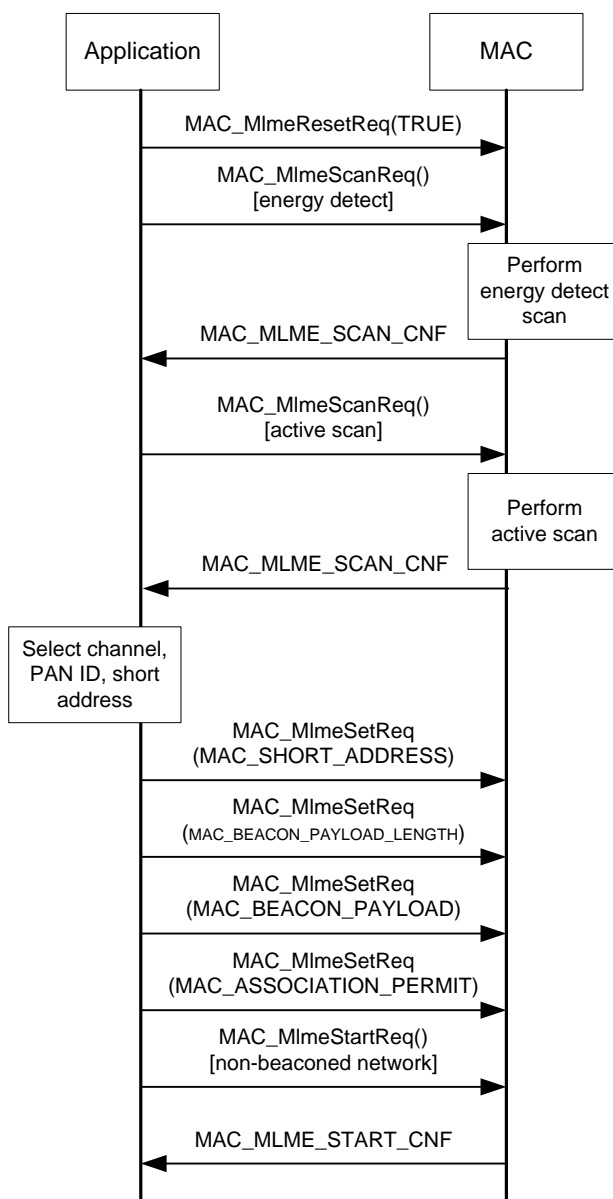 Application
MAC
MAC_MlmeResetReq(TRUE)
MAC_MlmeScanReq()
[energy detect]
Perform
energy detect
scan
MAC_MLME_SCAN_CNF
MAC_MlmeScanReq()
[active scan]
Perform
active scan
MAC_MLME_SCAN_CNF
Select channel,
PAN ID, short
address
MAC_MlmeSetReq
(MAC_SHORT_ADDRESS)
MAC_MlmeSetReq
(MAC_BEACON_PAYLOAD_LENGTH)
MAC_MlmeSetReq
(MAC_BEACON_PAYLOAD)
MAC_MlmeSetReq
(MAC_ASSOCIATION_PERMIT)
MAC_MlmeStartReq()
[non-beaconed network]
MAC_MLME_START_CNF